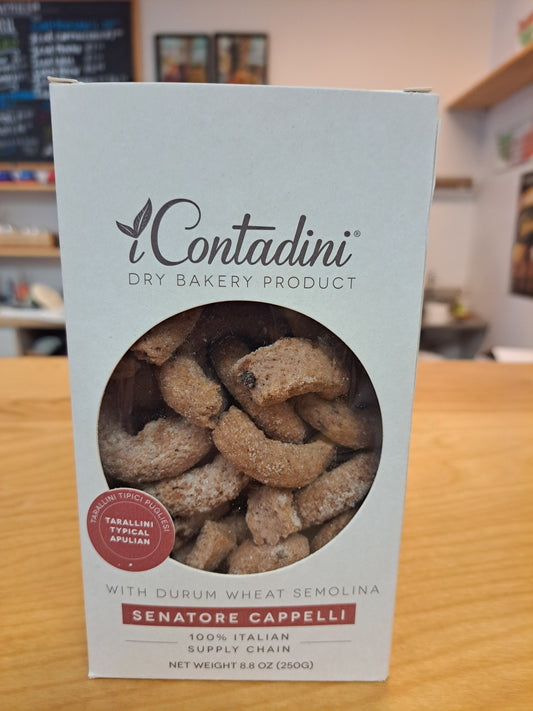 iContadini®
DRY BAKERY PRODUCT
TARALLINI TIPICI PUGLIESI
TARALLINI
TYPICAL
APULIAN
WITH DURUM WHEAT SEMOLINA
SENATORE CAPPELLI
100% ITALIAN
SUPPLY CHAIN
NET WEIGHT 8.8 OZ (250G)